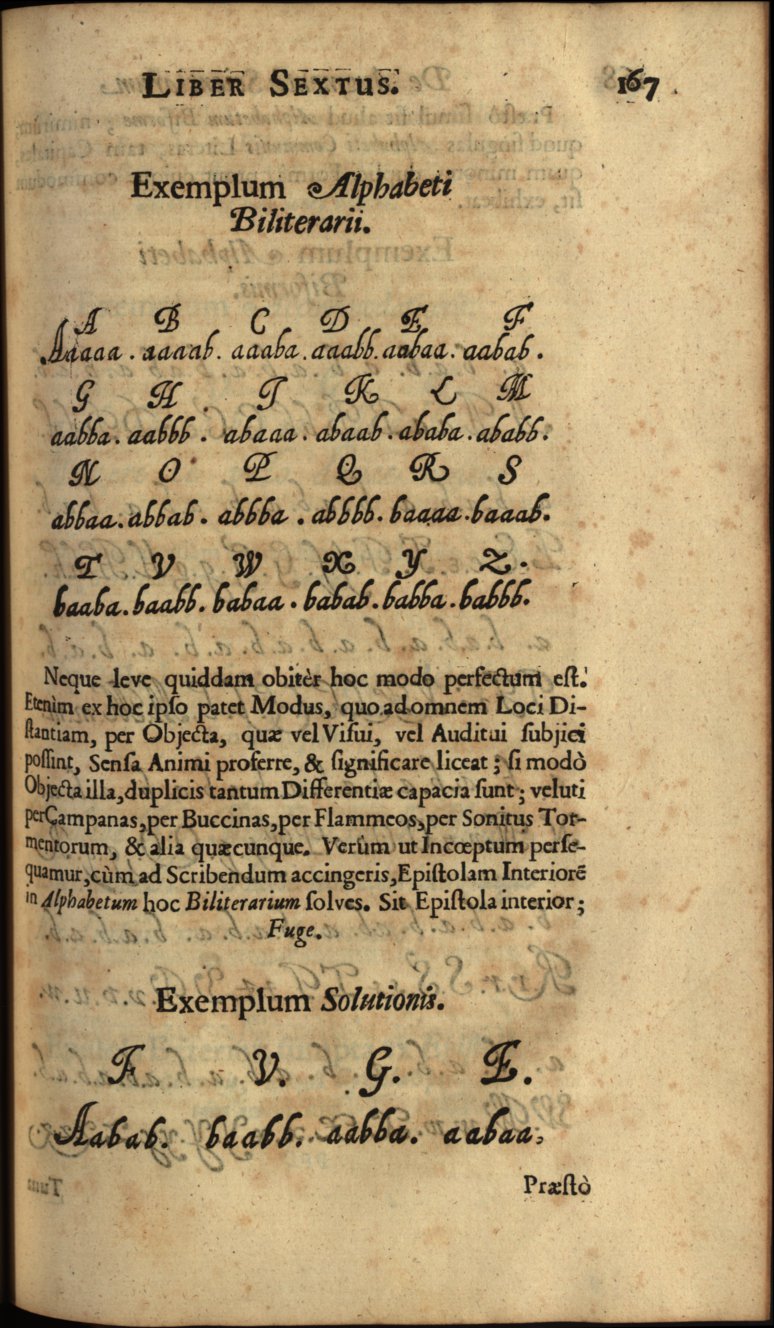 LIBER SEXTUS. 167
Exemplum Alphabeti
Biliterarii.
A B C D E F
Aaaaa. aaaab. aaaba. aaabb. aabaa. aabab.
G H I K L M
aabba. aabbb. abaaa. abaab. ababa. ababb.
N O P Q R S
abbaa. abbab. abbba. abbbb. baaaa. baaab.
T V W X Y Z.
baaba. baabb. babaa. babab. babba. babbb.
Neque leve quiddam obitèr hoc modo perfectum est.
Etenìm ex hoc ipso patet Modus, quo ad omnem Loci Di-
ſtantiam, per Objecta, quæ vel Viſui, vel Auditui ſubjici
poſſint, Senſa Animi proferre, & ſignificare liceat; ſi modò
Objecta illa, duplicis tantum Differentiæ capacia ſunt; veluti
per Campanas, per Buccinas, per Flammeos, per Sonitus Tor-
mentorum, & alia quæcunque. Verûm ut Incœptum perſe-
quamur, cùm ad Scribendum accingeris, Epiſtolam Interiorē
in Alphabetum hoc Biliterarium ſolves. Sit Epiſtola interior;
Fuge.
Exemplum Solutionis.
F. V. G. E.
Aabab. baabb. aabba. aabaa.
Præſtò